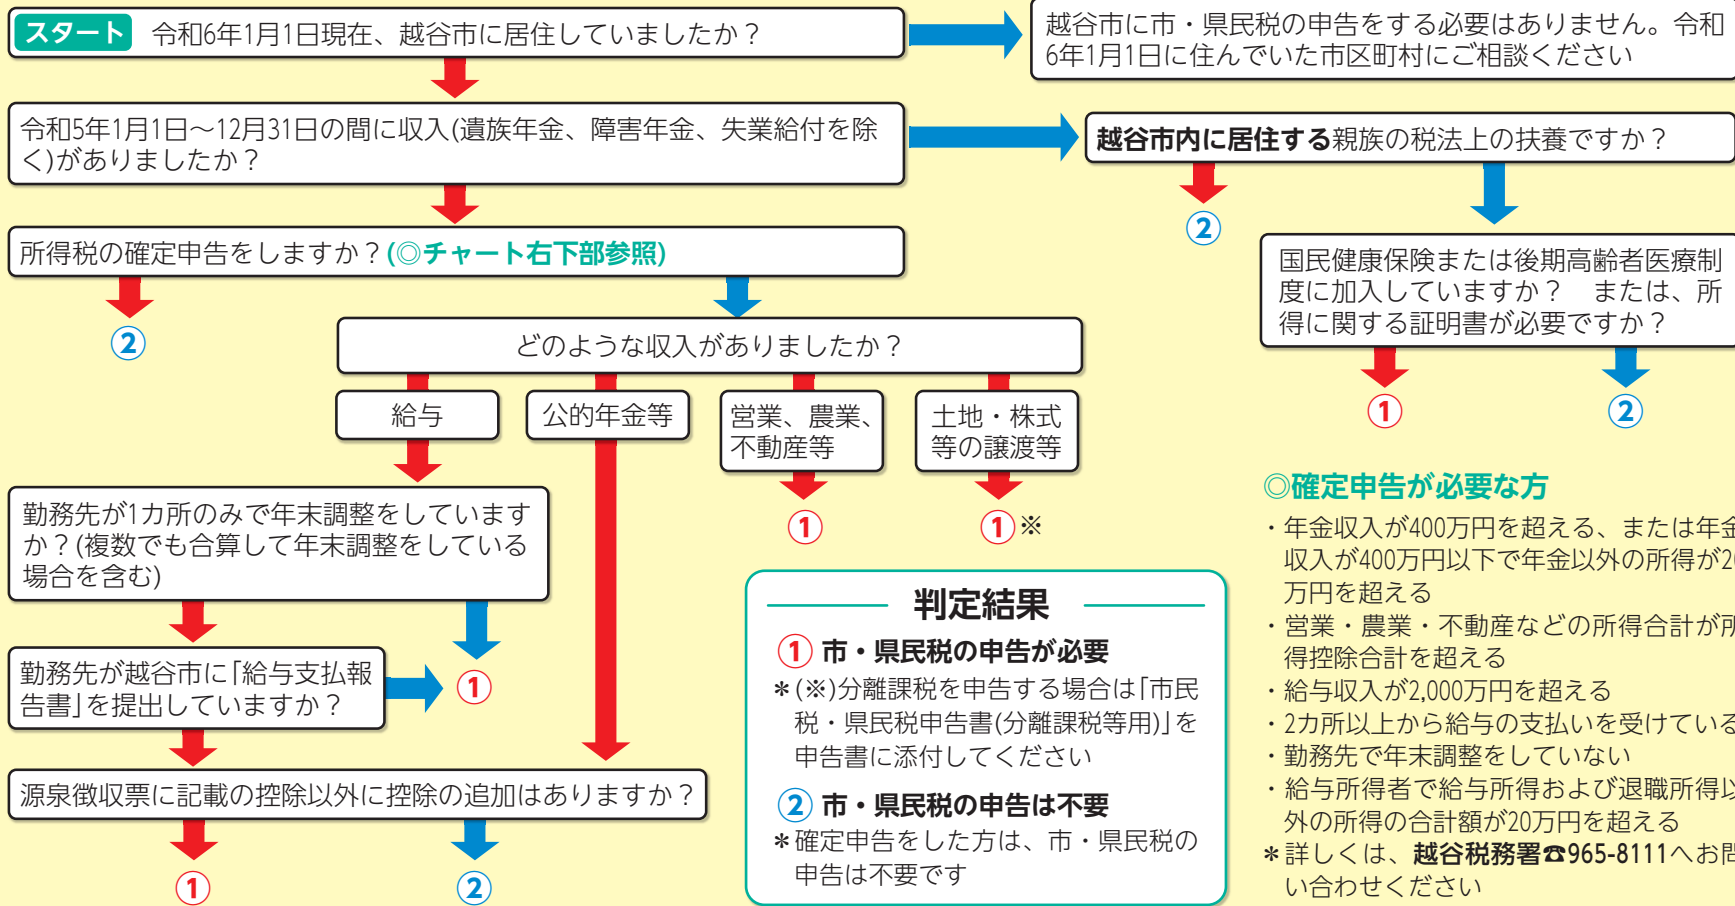 スタート 令和6年1月1日現在、越谷市に居住していましたか？
越谷市に市・県民税の申告をする必要はありません。令和
6年1月1日に住んでいた市区町村にご相談ください
令和5年1月1日～12月31日の間に収入(遺族年金、障害年金、失業給付を除
く)がありましたか？
越谷市内に居住する親族の税法上の扶養ですか？
②
所得税の確定申告をしますか？(◎チャート右下部参照)
②
国民健康保険または後期高齢者医療制
度に加入していますか？　または、所
得に関する証明書が必要ですか？
① ②
どのような収入がありましたか？
給与
公的年金等
営業、農業、
不動産等
土地・株式
等の譲渡等
① ①※
勤務先が1カ所のみで年末調整をしています
か？(複数でも合算して年末調整をしている
場合を含む)
勤務先が越谷市に「給与支払報
告書」を提出していますか？
①
源泉徴収票に記載の控除以外に控除の追加はありますか？
① ②
判定結果
① 市・県民税の申告が必要
＊(※)分離課税を申告する場合は「市民
税・県民税申告書(分離課税等用)」を
申告書に添付してください
② 市・県民税の申告は不要
＊確定申告をした方は、市・県民税の
申告は不要です
◎確定申告が必要な方
・年金収入が400万円を超える、または年金
収入が400万円以下で年金以外の所得が2
万円を超える
・営業・農業・不動産などの所得合計が所
得控除合計を超える
・給与収入が2,000万円を超える
・2カ所以上から給与の支払いを受けている
・勤務先で年末調整をしていない
・給与所得者で給与所得および退職所得以
外の所得の合計額が20万円を超える
＊詳しくは、越谷税務署☎965-8111へお問
い合わせください